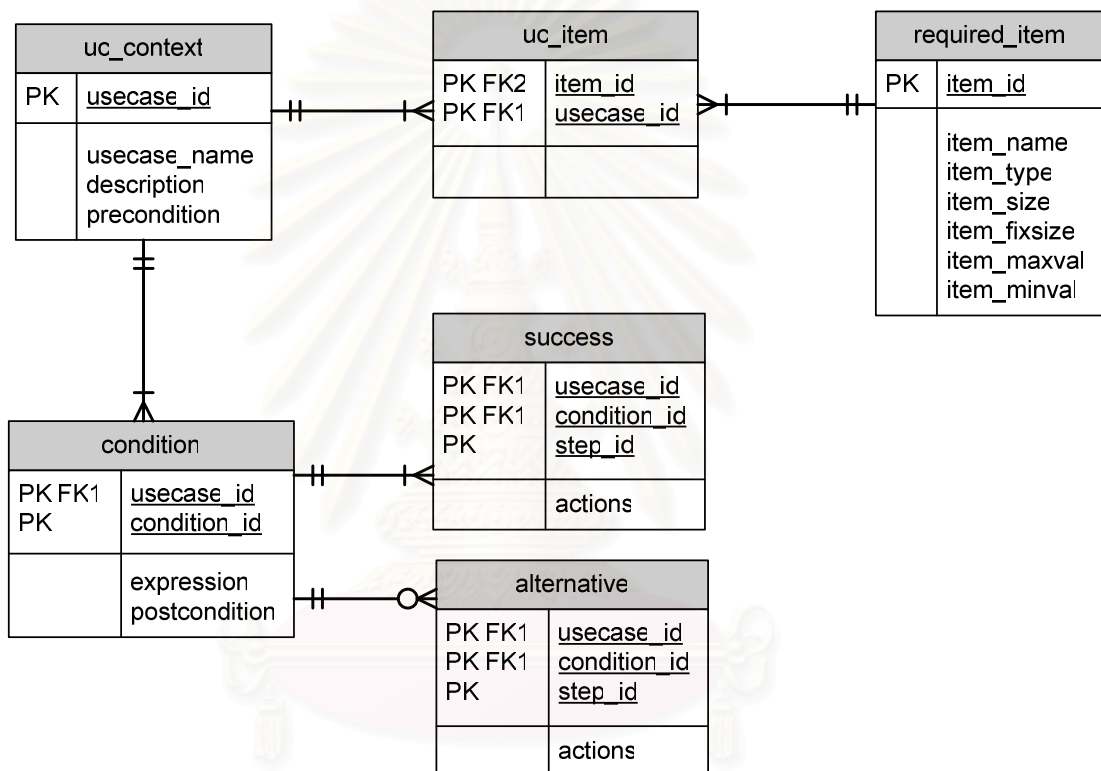 uc_context
PK usecase_id
usecase_name
description
precondition
uc_item
PK FK2 item_id
PK FK1 usecase_id
required_item
PK item_id
item_name
item_type
item_size
item_fixsize
item_maxval
item_minval
success
PK FK1 usecase_id
PK FK1 condition_id
PK step_id
actions
condition
PK FK1 usecase_id
PK condition_id
expression
postcondition
alternative
PK FK1 usecase_id
PK FK1 condition_id
PK step_id
actions